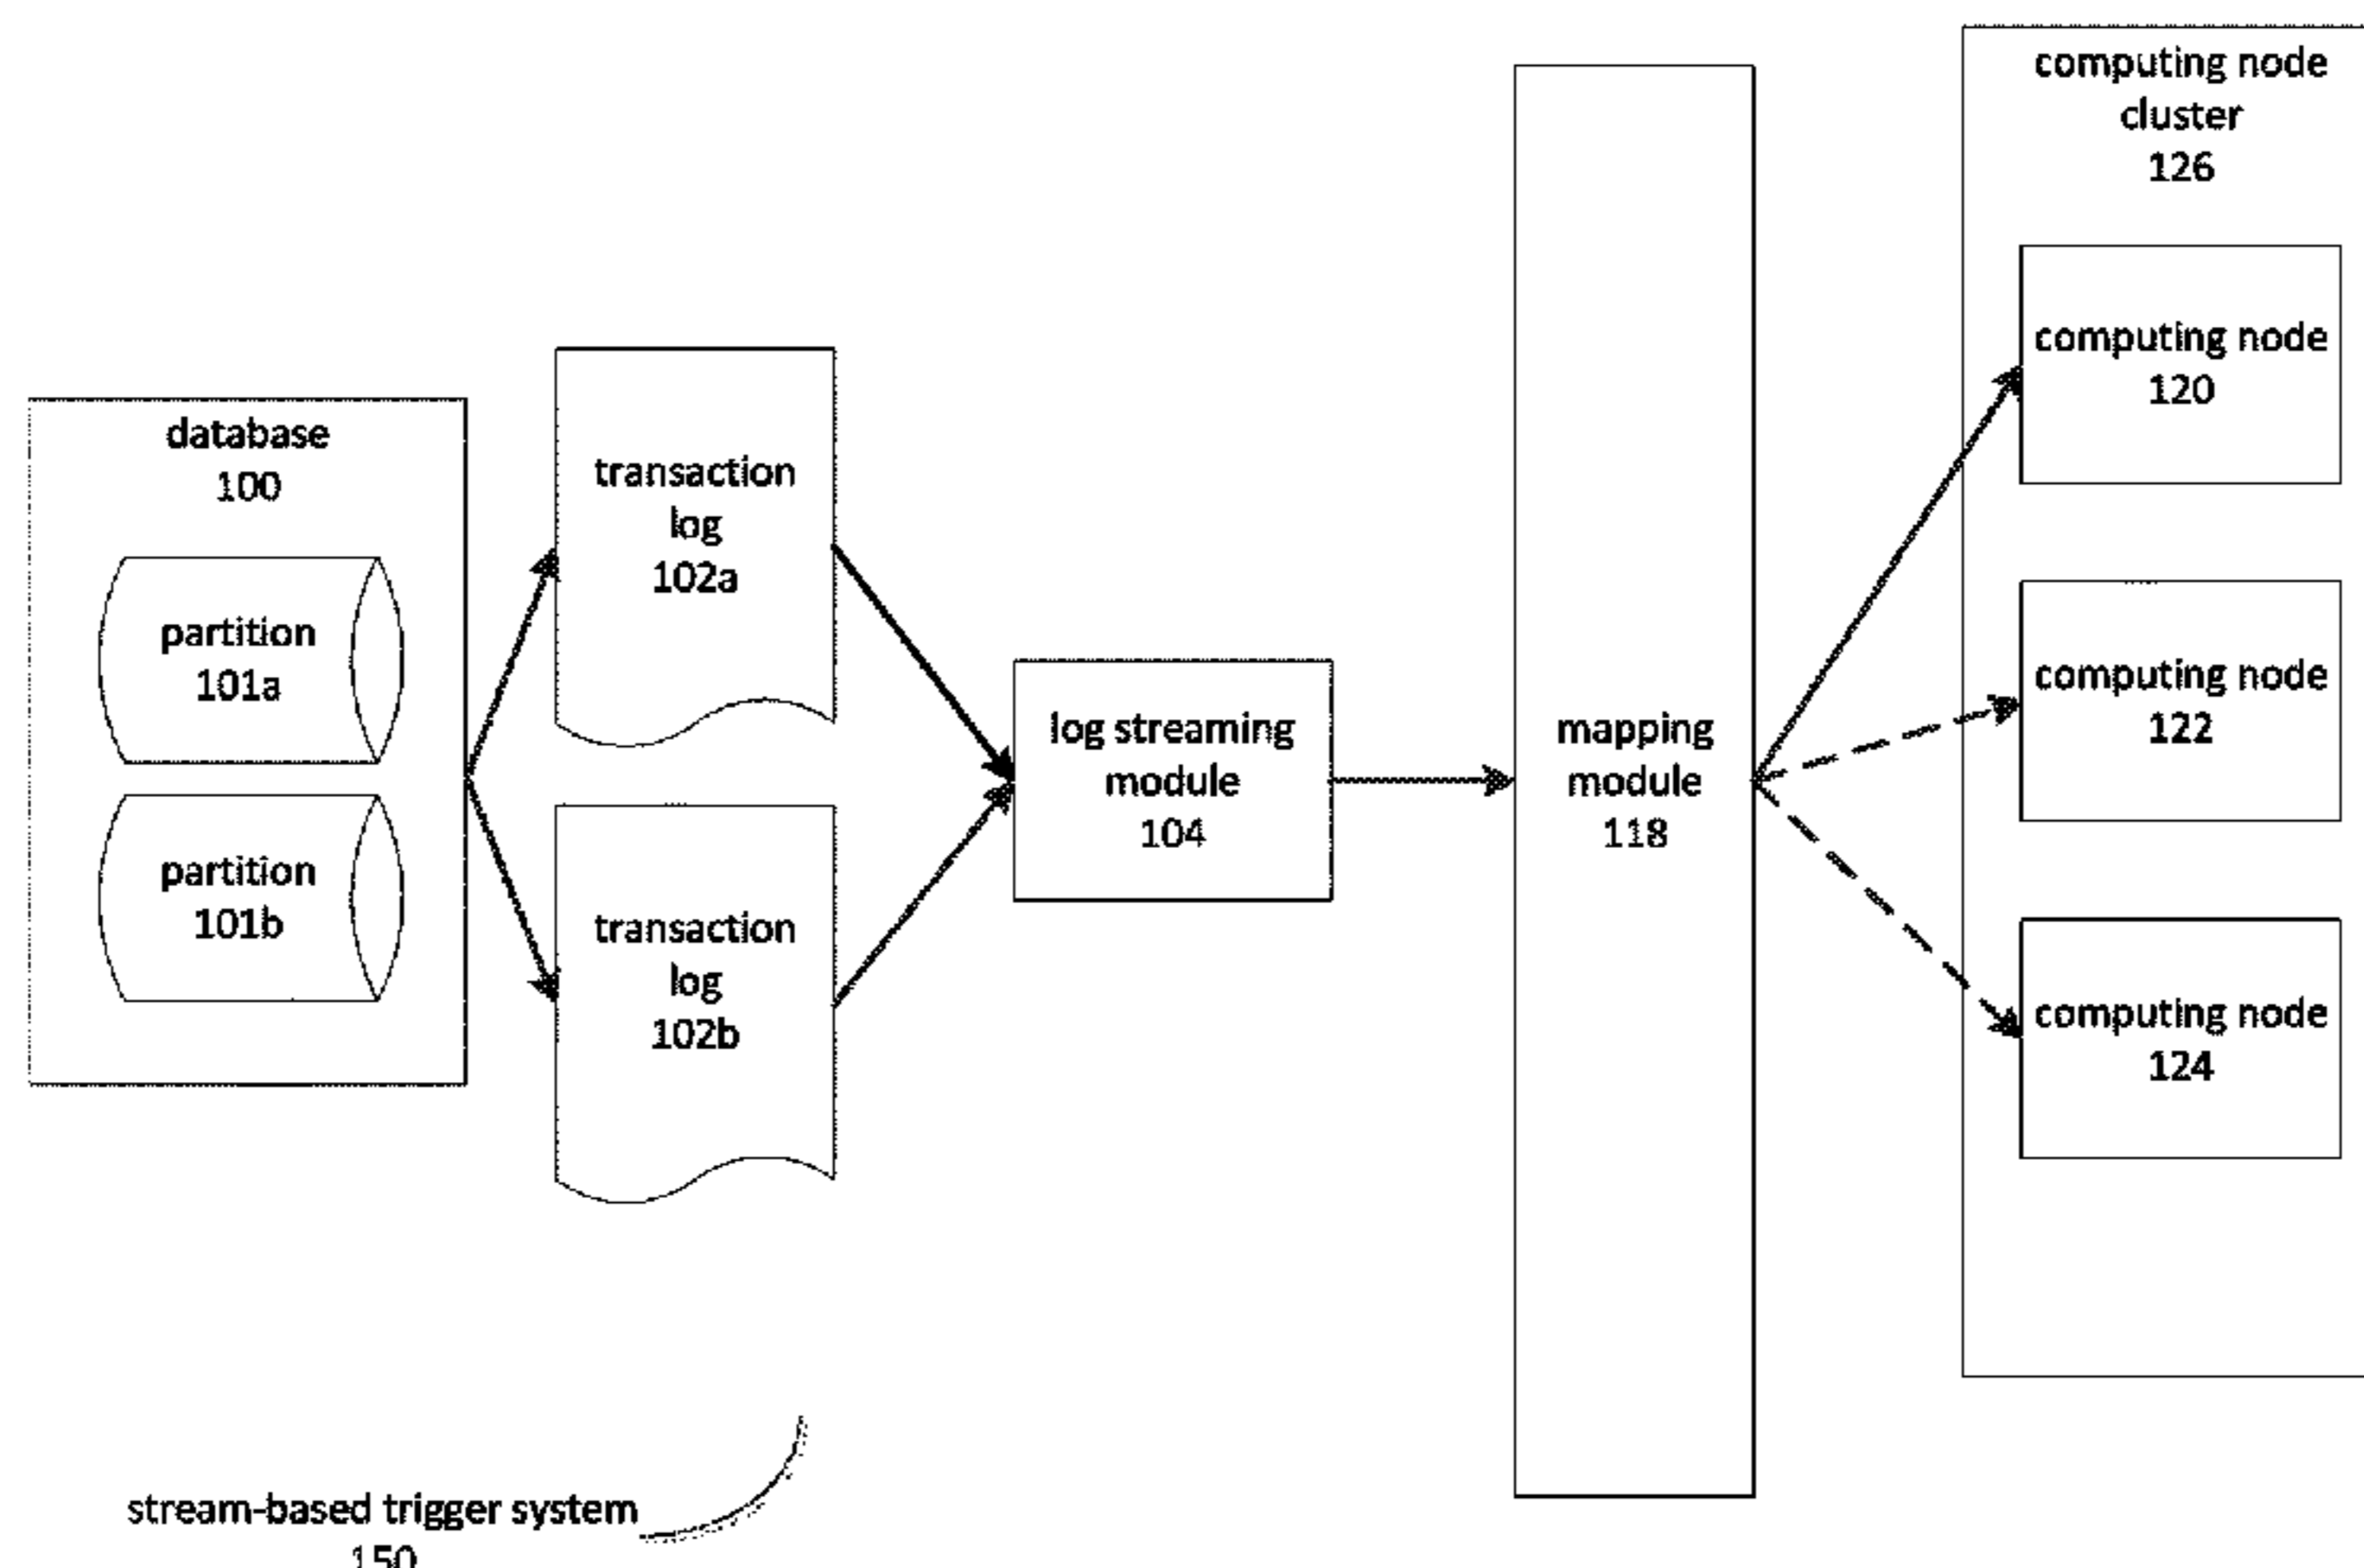 computing node
cluster
126
computing node
120
database
100
transaction
log
102a
partition
101a
computing node
122
log streaming
module
104
mapping
module
118
partition
101b
transaction
log
102b
computing node
124
stream-based trigger system
150